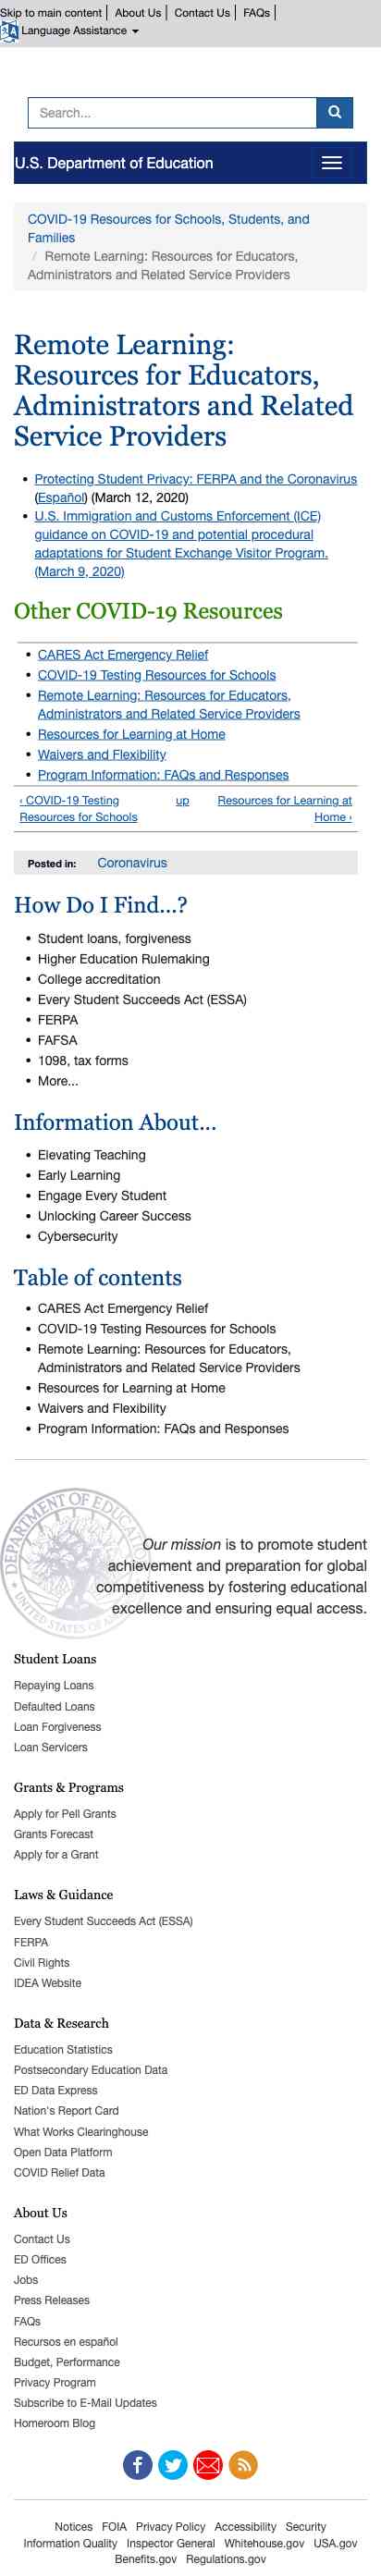 Skip to main content About Us Contact Us FAQs
Language Assistance
Search...
U.S. Department of Education
COVID-19 Resources for Schools, Students, and
Families
/ Remote Learning: Resources for Educators,
Administrators and Related Service Providers
Remote Learning:
Resources for Educators,
Administrators and Related
Service Providers
• Protecting Student Privacy: FERPA and the Coronavirus
(Español) (March 12, 2020)
• U.S. Immigration and Customs Enforcement (ICE)
guidance on COVID-19 and potential procedural
adaptations for Student Exchange Visitor Program.
(March 9, 2020)
Other COVID-19 Resources
• CARES Act Emergency Relief
• COVID-19 Testing Resources for Schools
• Remote Learning: Resources for Educators,
Administrators and Related Service Providers
• Resources for Learning at Home
• Waivers and Flexibility
• Program Information: FAQs and Responses
‹ COVID-19 Testing up Resources for Learning at
Resources for Schools Home ›
Posted in: Coronavirus
How Do I Find...?
• Student loans, forgiveness
• Higher Education Rulemaking
• College accreditation
• Every Student Succeeds Act (ESSA)
• FERPA
• FAFSA
• 1098, tax forms
• More...
Information About...
• Elevating Teaching
• Early Learning
• Engage Every Student
• Unlocking Career Success
• Cybersecurity
Table of contents
• CARES Act Emergency Relief
• COVID-19 Testing Resources for Schools
• Remote Learning: Resources for Educators,
Administrators and Related Service Providers
• Resources for Learning at Home
• Waivers and Flexibility
• Program Information: FAQs and Responses
DEPARTMENT OF EDUCATION
UNITED STATES OF
Our mission is to promote student
achievement and preparation for global
competitiveness by fostering educational
excellence and ensuring equal access.
Student Loans
Repaying Loans
Defaulted Loans
Loan Forgiveness
Loan Servicers
Grants & Programs
Apply for Pell Grants
Grants Forecast
Apply for a Grant
Laws & Guidance
Every Student Succeeds Act (ESSA)
FERPA
Civil Rights
IDEA Website
Data & Research
Education Statistics
Postsecondary Education Data
ED Data Express
Nation's Report Card
What Works Clearinghouse
Open Data Platform
COVID Relief Data
About Us
Contact Us
ED Offices
Jobs
Press Releases
FAQs
Recursos en español
Budget, Performance
Privacy Program
Subscribe to E-Mail Updates
Homeroom Blog
Notices FOIA Privacy Policy Accessibility Security
Information Quality Inspector General Whitehouse.gov USA.gov
Benefits.gov Regulations.gov